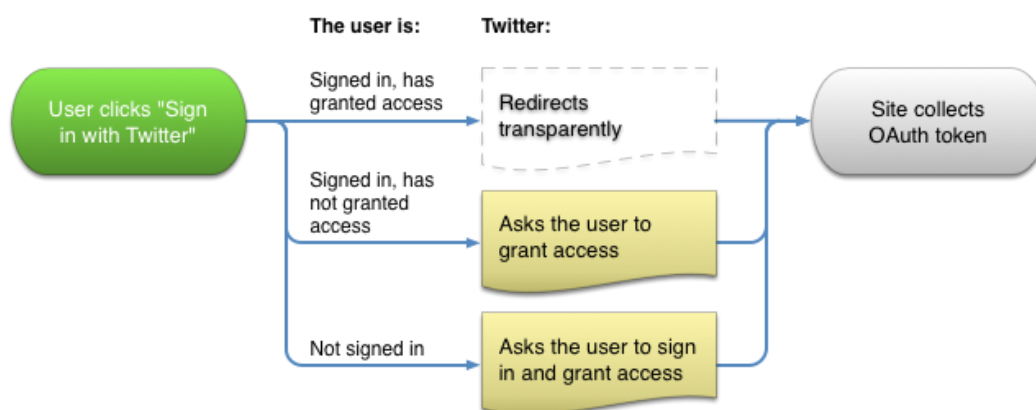 The user is:
Twitter:
User clicks "Sign
in with Twitter"
Signed in, has
granted access
Redirects
transparently
Site collects
OAuth token
Signed in, has
not granted
access
Asks the user to
grant access
Not signed in
Asks the user to sign
in and grant access